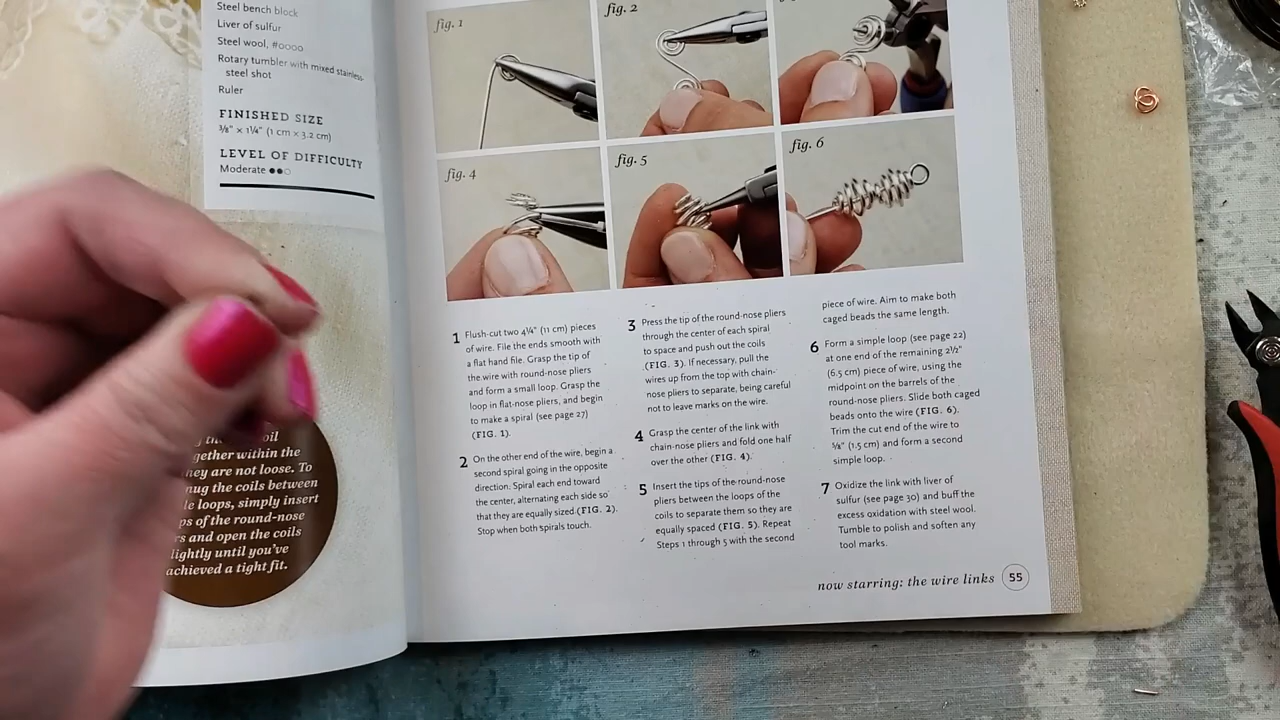 Steel bench block
Liver of sulfur
Steel wool, #0000
Rotary tumbler with mixed stainless-
steel shot
Ruler
FINISHED SIZE
⅜" × 1¼" (1 cm × 3.2 cm)
LEVEL OF DIFFICULTY
Moderate ●●○
oil
gether within the
hey are not loose. To
nug the coils between
le loops, simply insert
ps of the round-nose
rs and open the coils
lightly until you've
achieved a tight fit.
fig. 1
fig. 2
fig. 4
fig. 5
fig. 6
1 Flush-cut two 4¼" (11 cm) pieces
of wire. File the ends smooth with
a flat hand file. Grasp the tip of
the wire with round-nose pliers
and form a small loop. Grasp the
loop in flat-nose pliers, and begin
to make a spiral (see page 27)
(FIG. 1).
2 On the other end of the wire, begin a
second spiral going in the opposite
direction. Spiral each end toward
the center, alternating each side so
that they are equally sized (FIG. 2).
Stop when both spirals touch.
3 Press the tip of the round-nose pliers
through the center of each spiral
to space and push out the coils
(FIG. 3). If necessary, pull the
wires up from the top with chain-
nose pliers to separate, being careful
not to leave marks on the wire.
4 Grasp the center of the link with
chain-nose pliers and fold one half
over the other (FIG. 4).
5 Insert the tips of the round-nose
pliers between the loops of the
coils to separate them so they are
equally spaced (FIG. 5). Repeat
Steps 1 through 5 with the second
piece of wire. Aim to make both
caged beads the same length.
6 Form a simple loop (see page 22)
at one end of the remaining 2½"
(6.5 cm) piece of wire, using the
midpoint on the barrels of the
round-nose pliers. Slide both caged
beads onto the wire (FIG. 6).
Trim the cut end of the wire to
⅝" (1.5 cm) and form a second
simple loop.
7 Oxidize the link with liver of
sulfur (see page 30) and buff the
excess oxidation with steel wool.
Tumble to polish and soften any
tool marks.
now starring: the wire links 55